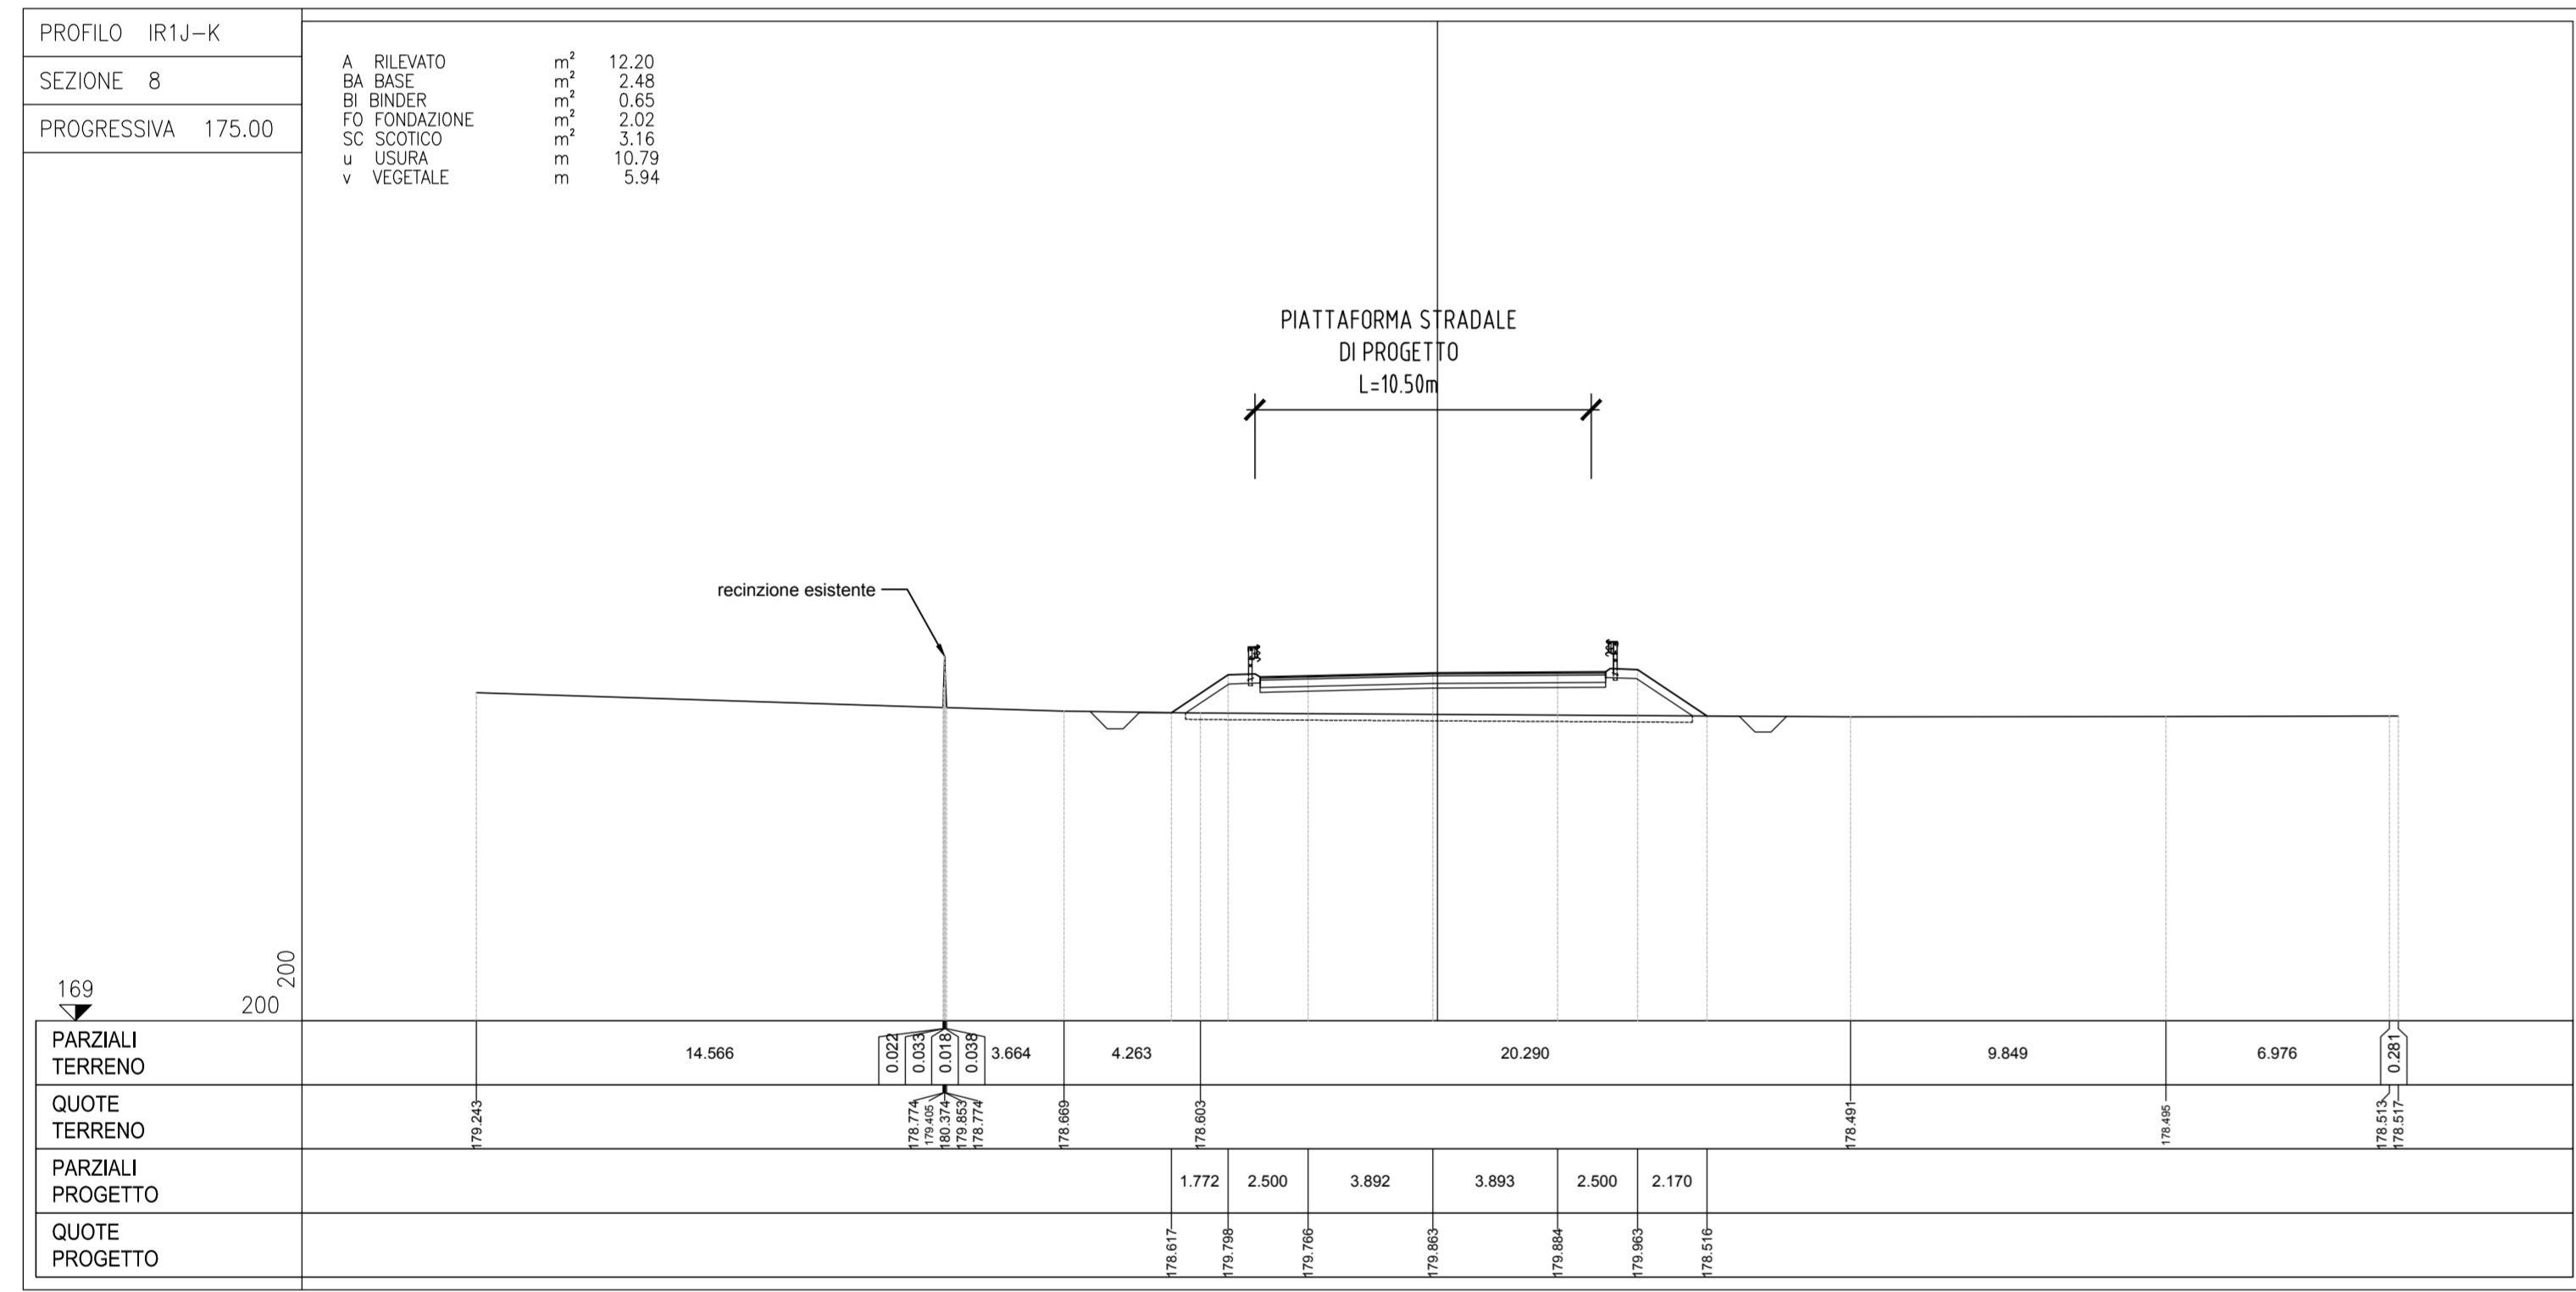 PROFILO IR1J-K
SEZIONE 8
PROGRESSIVA 175.00
A RILEVATO m² 12.20
BA BASE m² 2.48
BI BINDER m² 0.65
FO FONDAZIONE m² 2.02
SC SCOTICO m² 3.16
u USURA m 10.79
v VEGETALE m 5.94
PIATTAFORMA STRADALE
DI PROGETTO
L=10.50m
recinzione esistente
169
200
200
PARZIALI
TERRENO
14.566 0.022 0.033 0.018 0.038 3.664 4.263 20.290 9.849 6.976 0.281
QUOTE
TERRENO
179.243 178.774 179.405 180.374 179.853 178.774 178.669 178.603 178.491 178.495 178.513 178.517
PARZIALI
PROGETTO
1.772 2.500 3.892 3.893 2.500 2.170
QUOTE
PROGETTO
178.617 179.798 179.766 179.863 179.884 179.963 178.516